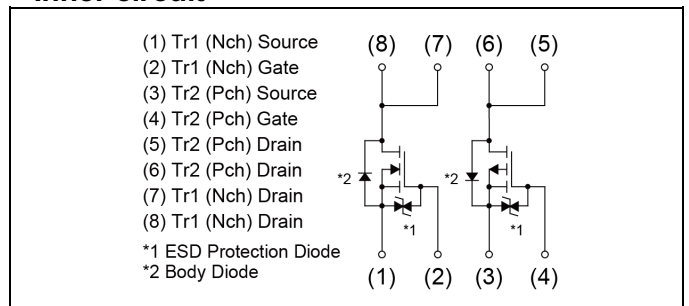 (1) Tr1 (Nch) Source
(2) Tr1 (Nch) Gate
(3) Tr2 (Pch) Source
(4) Tr2 (Pch) Gate
(5) Tr2 (Pch) Drain
(6) Tr2 (Pch) Drain
(7) Tr1 (Nch) Drain
(8) Tr1 (Nch) Drain
*1 ESD Protection Diode
*2 Body Diode
(8) (7) (6) (5)
*2 *2
*1 *1
(1) (2) (3) (4)